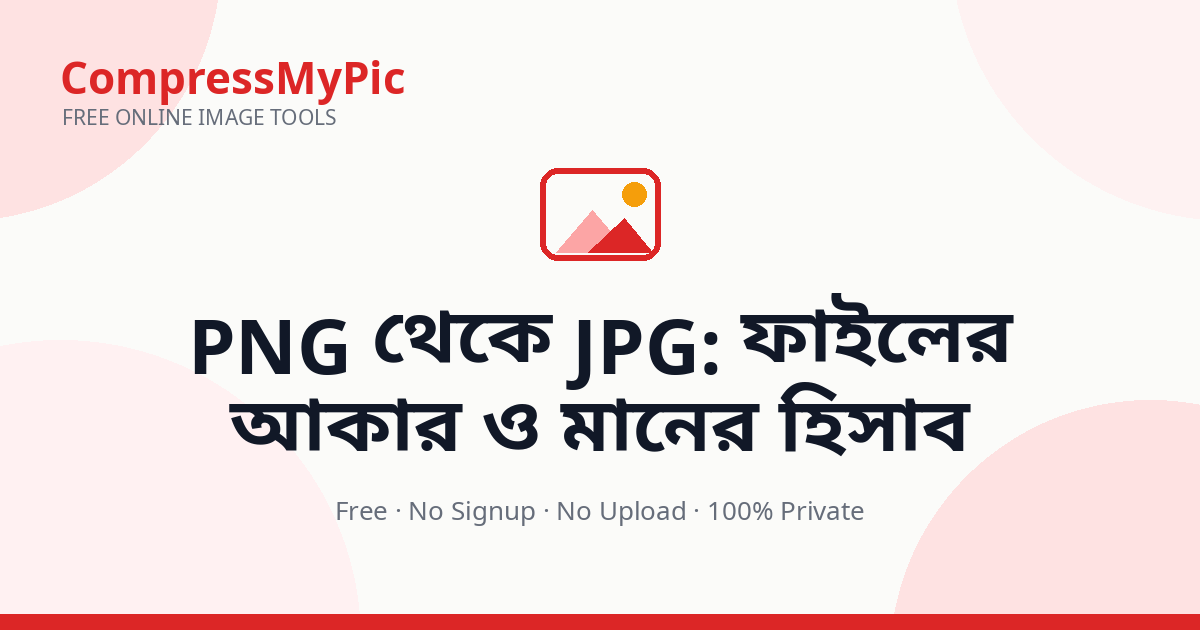 CompressMyPic
FREE ONLINE IMAGE TOOLS
PNG থেকে JPG: ফাইলের
আকার ও মানের হিসাব
Free · No Signup · No Upload · 100% Private